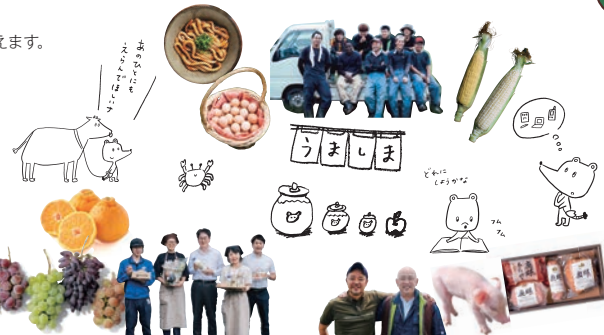 えます。
あのひとにも
えらんでほしいナ
うましま
どれに
しようかな
フム
フム